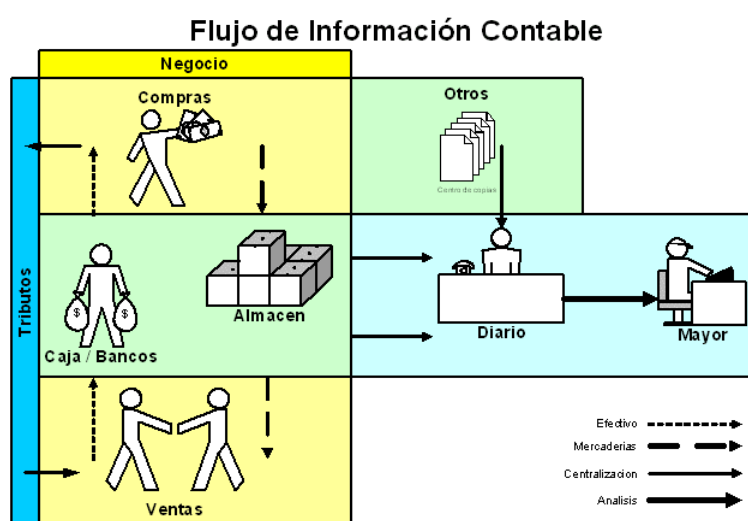 Flujo de Información Contable
Negocio
Compras
Otros
Centro de copias
Tributos
$
$
Caja / Bancos
Almacen
Diario
Mayor
Ventas
Efectivo
Mercaderias
Centralizacion
Analisis